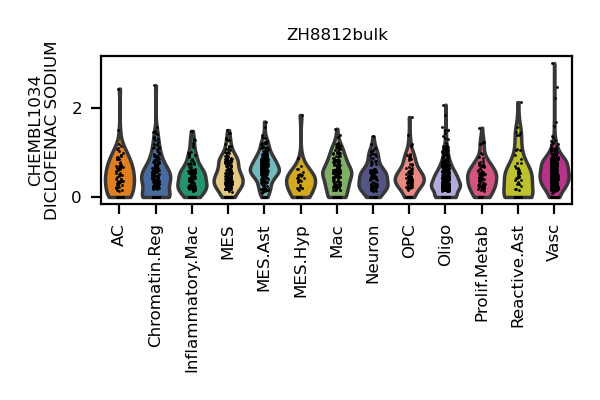 ZH8812bulk
CHEMBL1034
DICLOFENAC SODIUM
2
0
AC
Chromatin.Reg
Inflammatory.Mac
MES
MES.Ast
MES.Hyp
Mac
Neuron
OPC
Oligo
Prolif.Metab
Reactive.Ast
Vasc